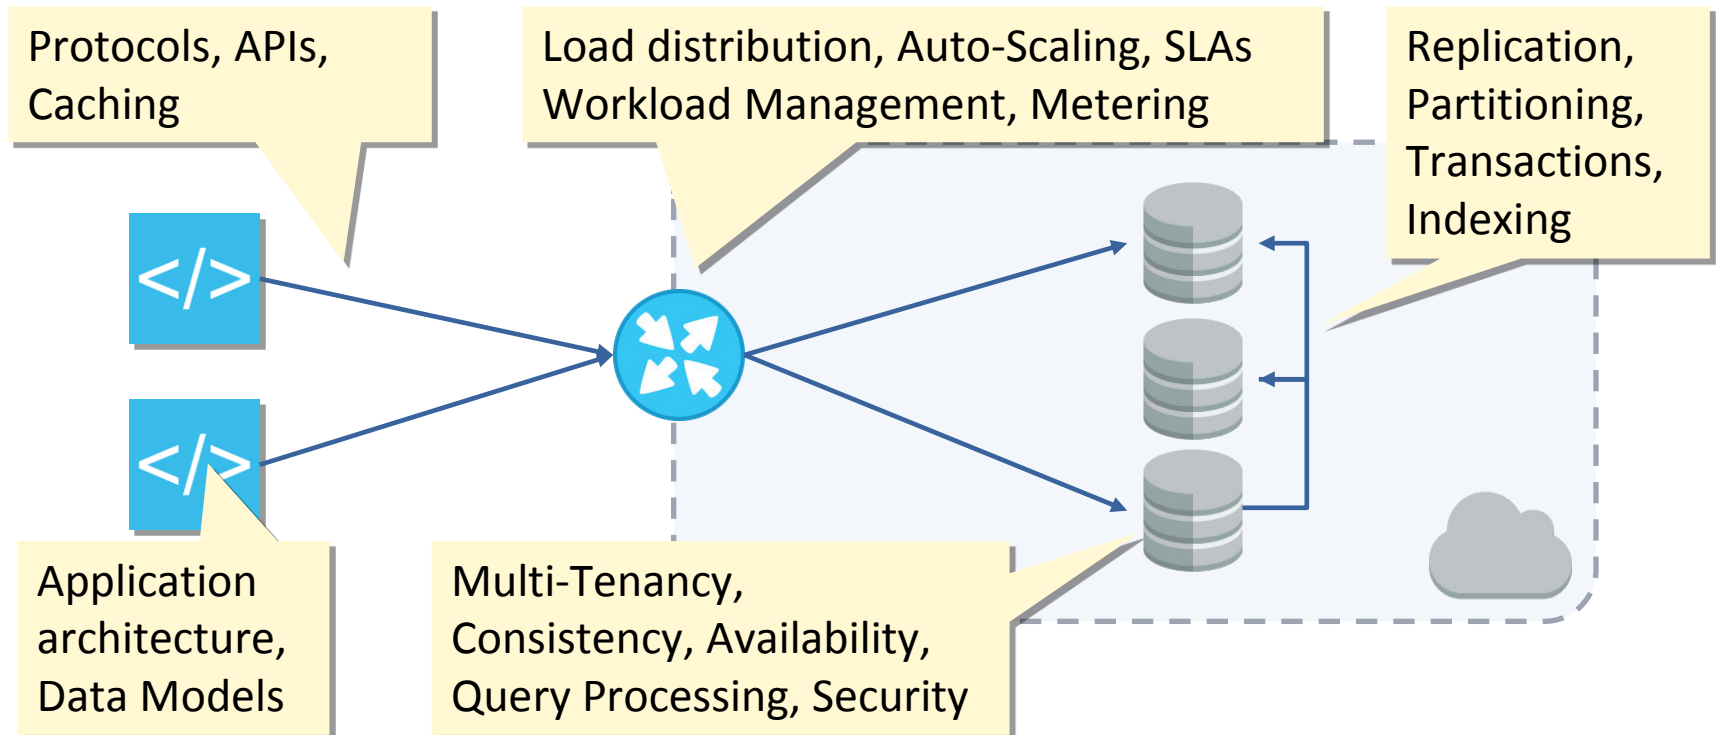 Protocols, APIs,
Caching
Load distribution, Auto-Scaling, SLAs
Workload Management, Metering
Replication,
Partitioning,
Transactions,
Indexing
</>
</>
Application
architecture,
Data Models
Multi-Tenancy,
Consistency, Availability,
Query Processing, Security